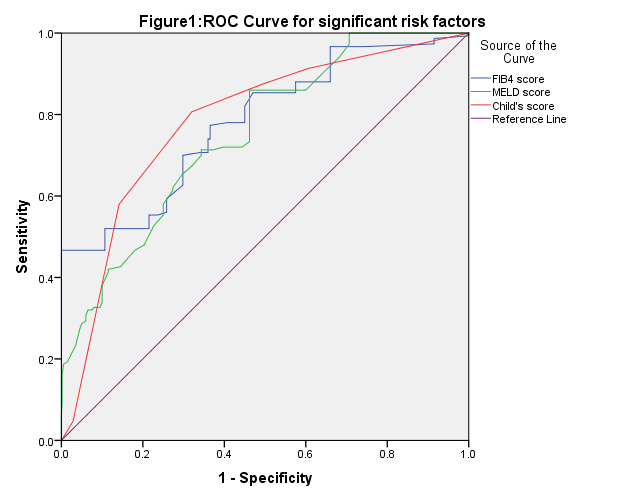 Figure1:ROC Curve for significant risk factors
Source of the
Curve
FIB4 score
MELD score
Child's score
Reference Line
1.0
0.8
0.6
0.4
0.2
0.0
Sensitivity
0.0 0.2 0.4 0.6 0.8 1.0
1 - Specificity